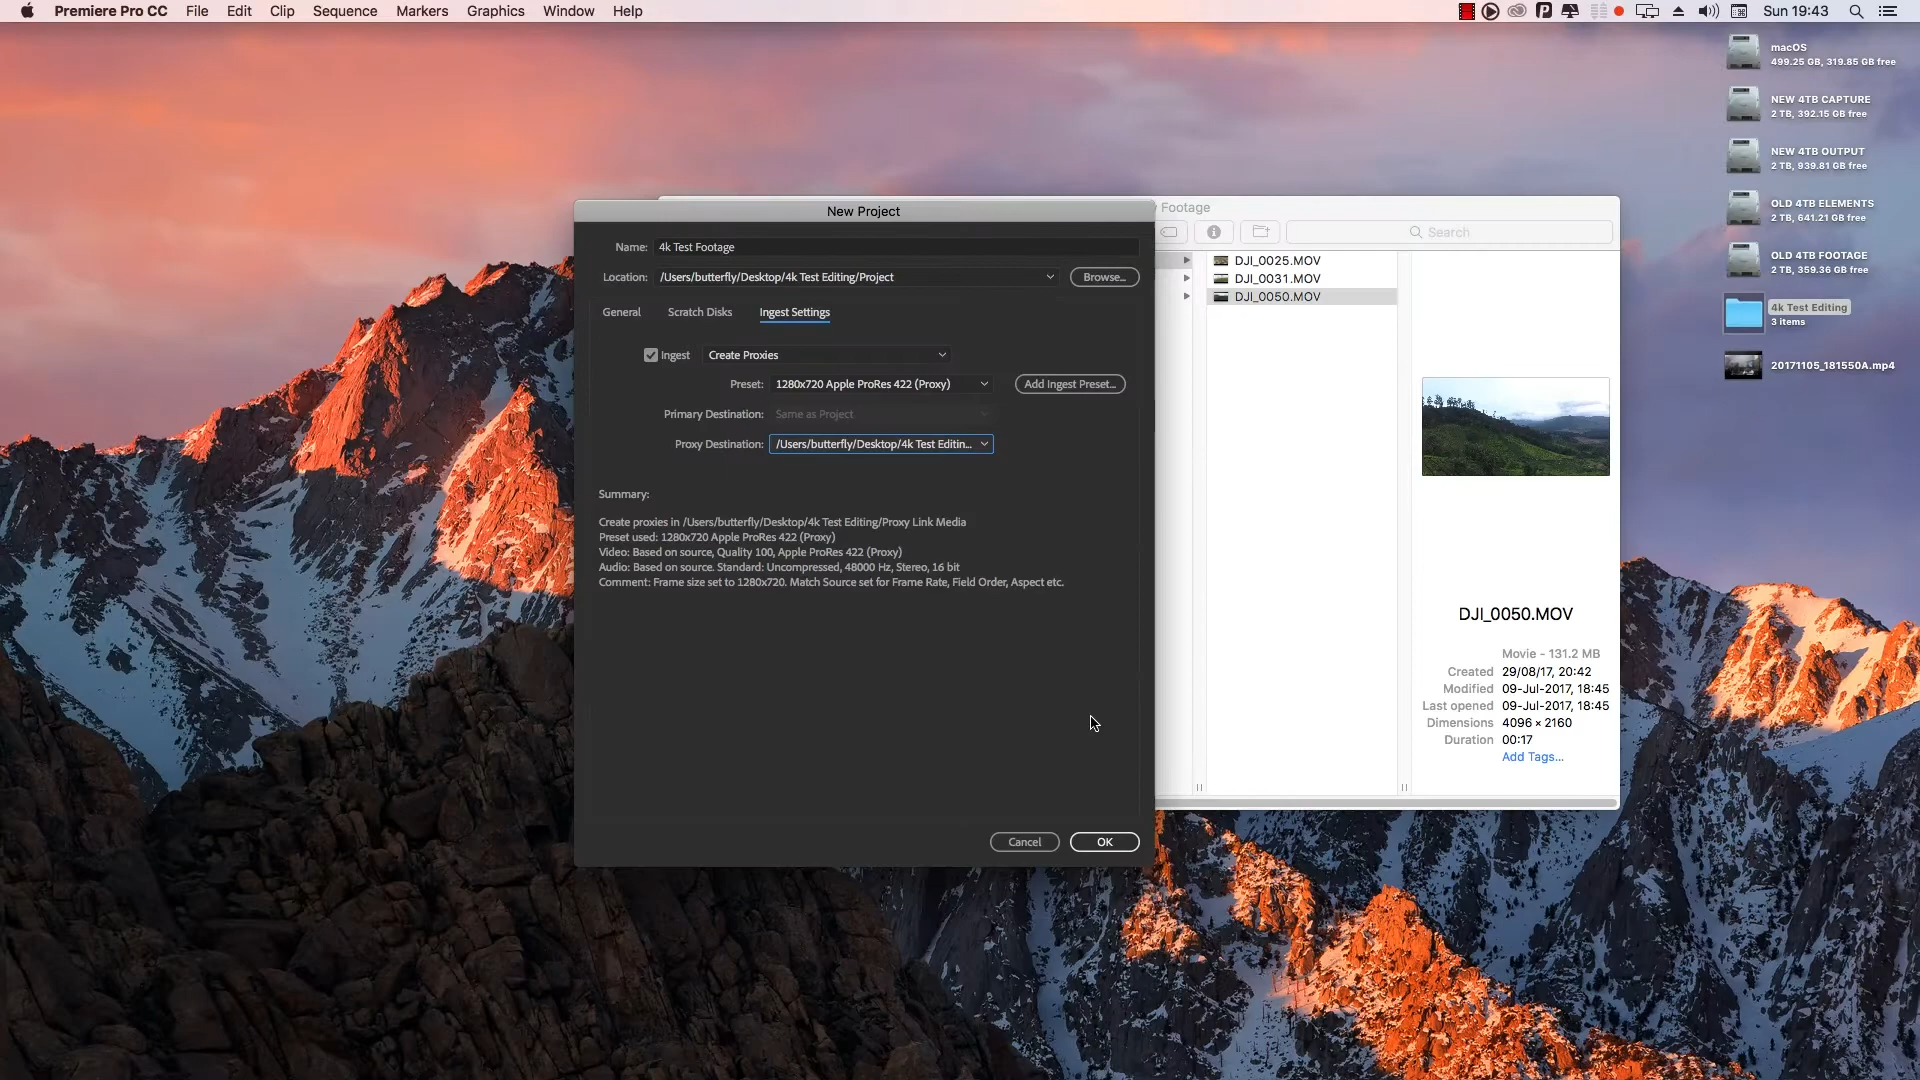 Premiere Pro CC File Edit Clip Sequence Markers Graphics Window Help Sun 19:43
macOS
499.25 GB, 319.85 GB free
NEW 4TB CAPTURE
2 TB, 392.15 GB free
NEW 4TB OUTPUT
2 TB, 939.81 GB free
OLD 4TB ELEMENTS
2 TB, 641.21 GB free
OLD 4TB FOOTAGE
2 TB, 359.36 GB free
4k Test Editing
3 items
20171105_181550A.mp4
New Project
Name: 4k Test Footage
Location: /Users/butterfly/Desktop/4k Test Editing/Project Browse...
General Scratch Disks Ingest Settings
Ingest Create Proxies
Preset: 1280x720 Apple ProRes 422 (Proxy) Add Ingest Preset...
Primary Destination: Same as Project
Proxy Destination: /Users/butterfly/Desktop/4k Test Editin...
Summary:
Create proxies in /Users/butterfly/Desktop/4k Test Editing/Proxy Link Media
Preset used: 1280x720 Apple ProRes 422 (Proxy)
Video: Based on source, Quality 100, Apple ProRes 422 (Proxy)
Audio: Based on source. Standard: Uncompressed, 48000 Hz, Stereo, 16 bit
Comment: Frame size set to 1280x720. Match Source set for Frame Rate, Field Order, Aspect etc.
Cancel OK
Footage
Search
DJI_0025.MOV
DJI_0031.MOV
DJI_0050.MOV
DJI_0050.MOV
Movie - 131.2 MB
Created 29/08/17, 20:42
Modified 09-Jul-2017, 18:45
Last opened 09-Jul-2017, 18:45
Dimensions 4096 × 2160
Duration 00:17
Add Tags...